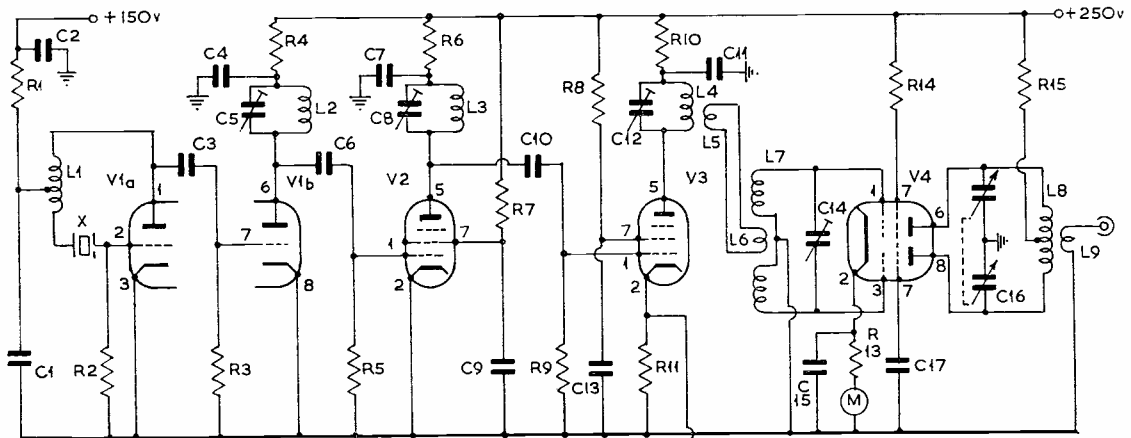 +150V
+250V
C2
R1
R4
C4
C5
L2
C7
R6
C8
L3
R10
C11
C12
L4
R8
L5
R14
R15
L1
C3
V1a
1
X
2
3
6
V1b
7
8
C6
V2
5
1
7
2
R7
C10
V3
5
7
1
2
L7
C14
L6
1
7
V4
6
8
2
3
7
L8
L9
C16
C1
R2
R3
R5
C9
R9
C13
R11
C
15
R
13
M
C17